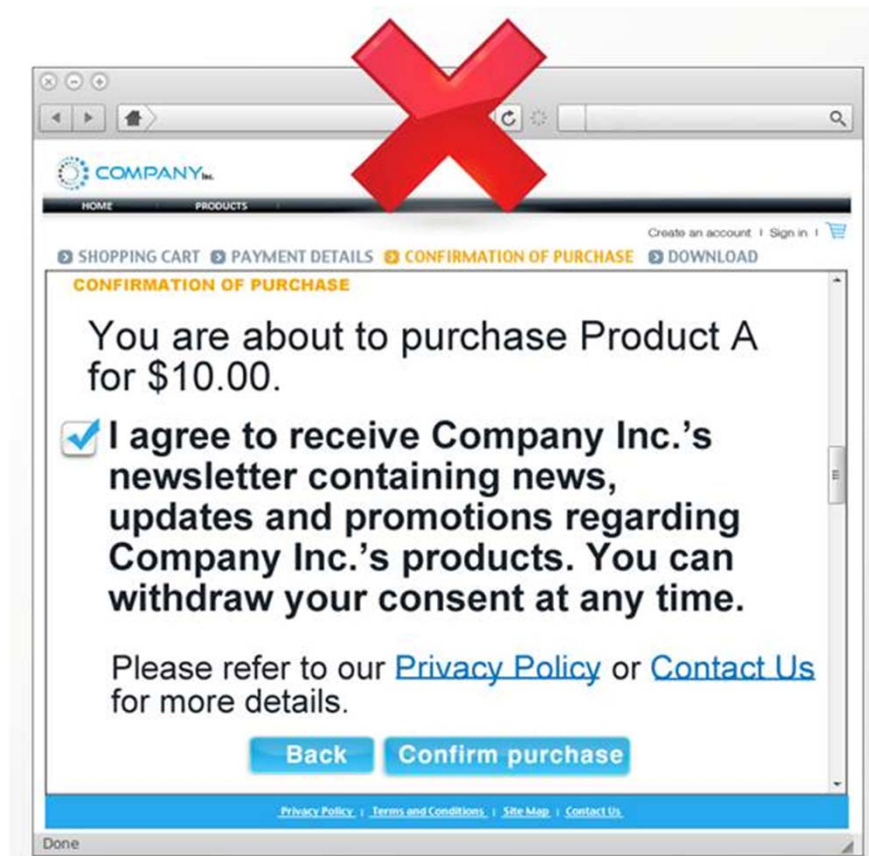 COMPANY Inc.
HOME PRODUCTS
Create an account | Sign in |
SHOPPING CART PAYMENT DETAILS CONFIRMATION OF PURCHASE DOWNLOAD
CONFIRMATION OF PURCHASE
You are about to purchase Product A
for $10.00.
I agree to receive Company Inc.’s
newsletter containing news,
updates and promotions regarding
Company Inc.’s products. You can
withdraw your consent at any time.
Please refer to our Privacy Policy or Contact Us
for more details.
Back Confirm purchase
Privacy Policy | Terms and Conditions | Site Map | Contact Us
Done